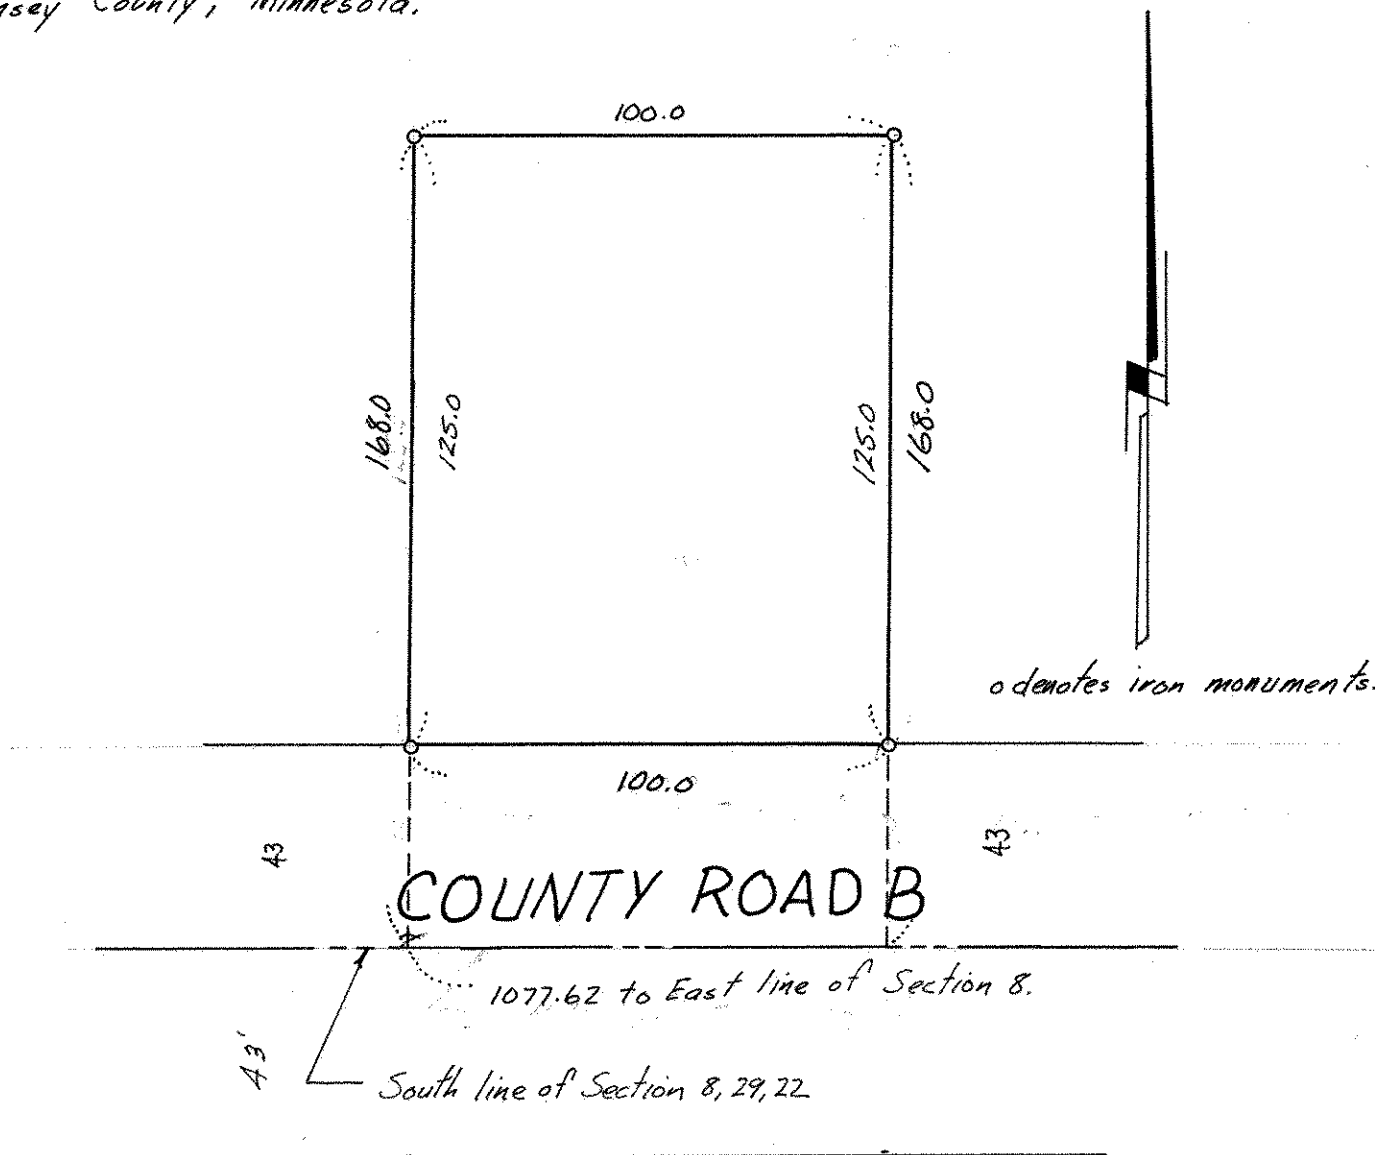 County, Minnesota.
100.0
168.0
125.0
125.0
168.0
o denotes iron monuments.
100.0
43
43
COUNTY ROAD B
1077.62 to East line of Section 8.
43'
South line of Section 8, 29, 22